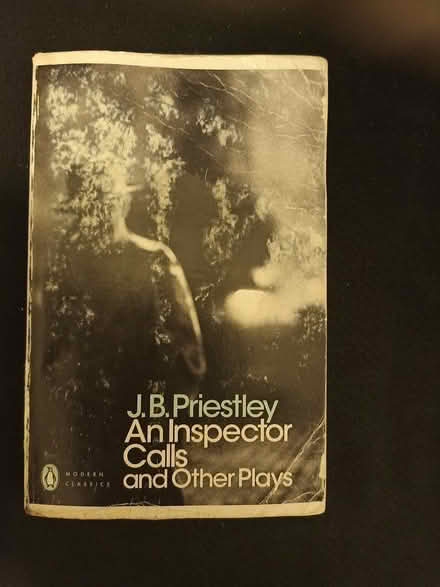 J.B. Priestley
An Inspector
Calls
and Other Plays
MODERN
CLASSICS